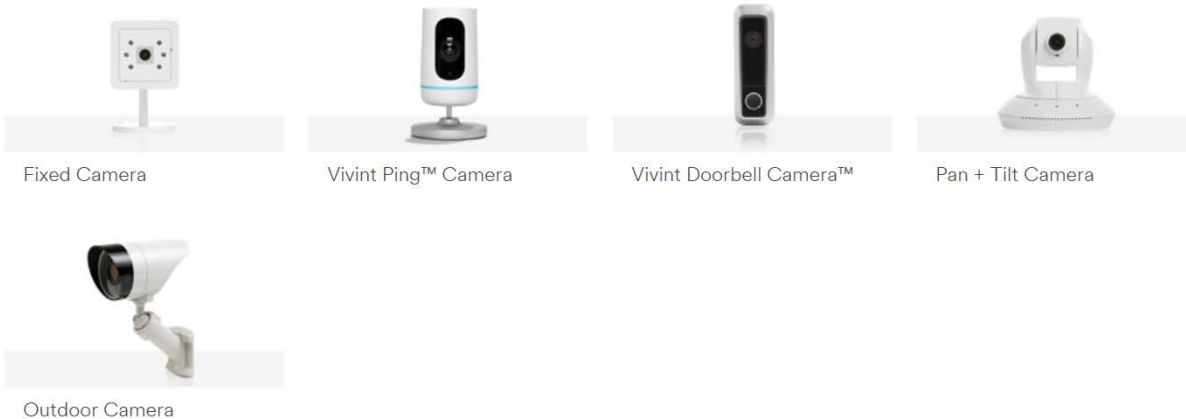 Fixed Camera
Vivint Ping™ Camera
Vivint Doorbell Camera™
Pan + Tilt Camera
Outdoor Camera